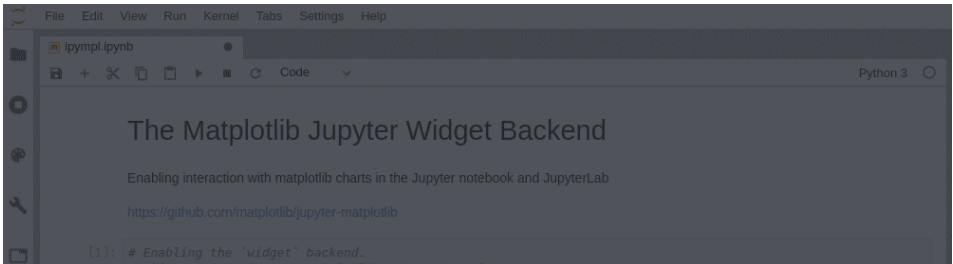 File Edit View Run Kernel Tabs Settings Help
ipympl.ipynb
Code Python 3
The Matplotlib Jupyter Widget Backend
Enabling interaction with matplotlib charts in the Jupyter notebook and JupyterLab
https://github.com/matplotlib/jupyter-matplotlib
[1]: # Enabling the `widget` backend.